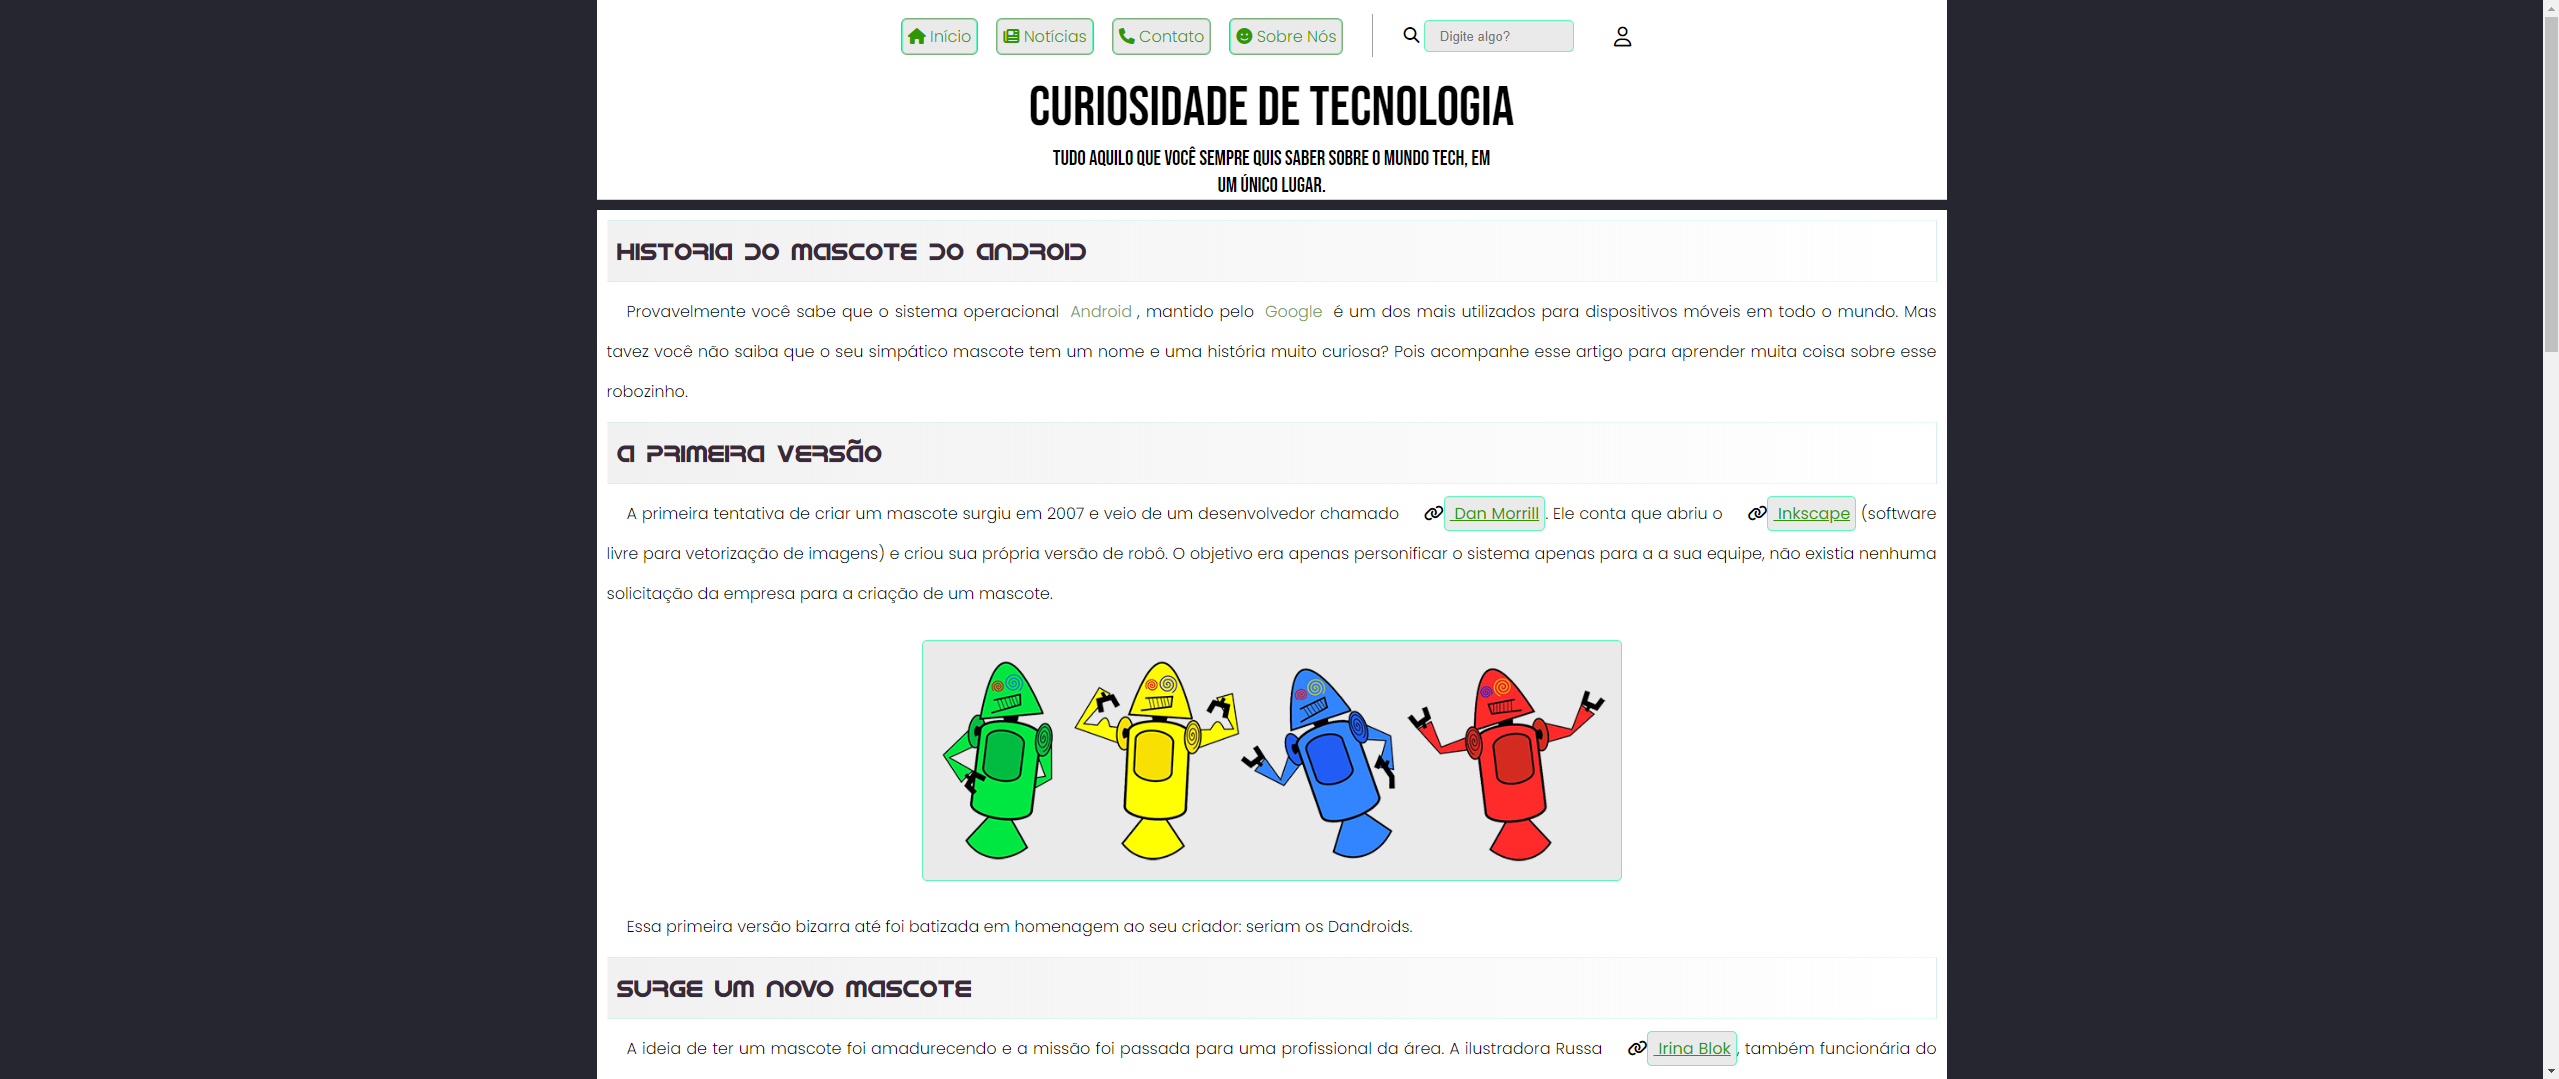 Início Notícias Contato Sobre Nós Digite algo?
CURIOSIDADE DE TECNOLOGIA
TUDO AQUILO QUE VOCÊ SEMPRE QUIS SABER SOBRE O MUNDO TECH, EM
UM ÚNICO LUGAR.
HISTORIA DO MASCOTE DO ANDROID
Provavelmente você sabe que o sistema operacional Android , mantido pelo Google é um dos mais utilizados para dispositivos móveis em todo o mundo. Mas
tavez você não saiba que o seu simpático mascote tem um nome e uma história muito curiosa? Pois acompanhe esse artigo para aprender muita coisa sobre esse
robozinho.
A PRIMEIRA VERSÃO
A primeira tentativa de criar um mascote surgiu em 2007 e veio de um desenvolvedor chamado Dan Morrill. Ele conta que abriu o Inkscape (software
livre para vetorização de imagens) e criou sua própria versão de robô. O objetivo era apenas personificar o sistema apenas para a a sua equipe, não existia nenhuma
solicitação da empresa para a criação de um mascote.
Essa primeira versão bizarra até foi batizada em homenagem ao seu criador: seriam os Dandroids.
SURGE UM NOVO MASCOTE
A ideia de ter um mascote foi amadurecendo e a missão foi passada para uma profissional da área. A ilustradora Russa Irina Blok, também funcionária do